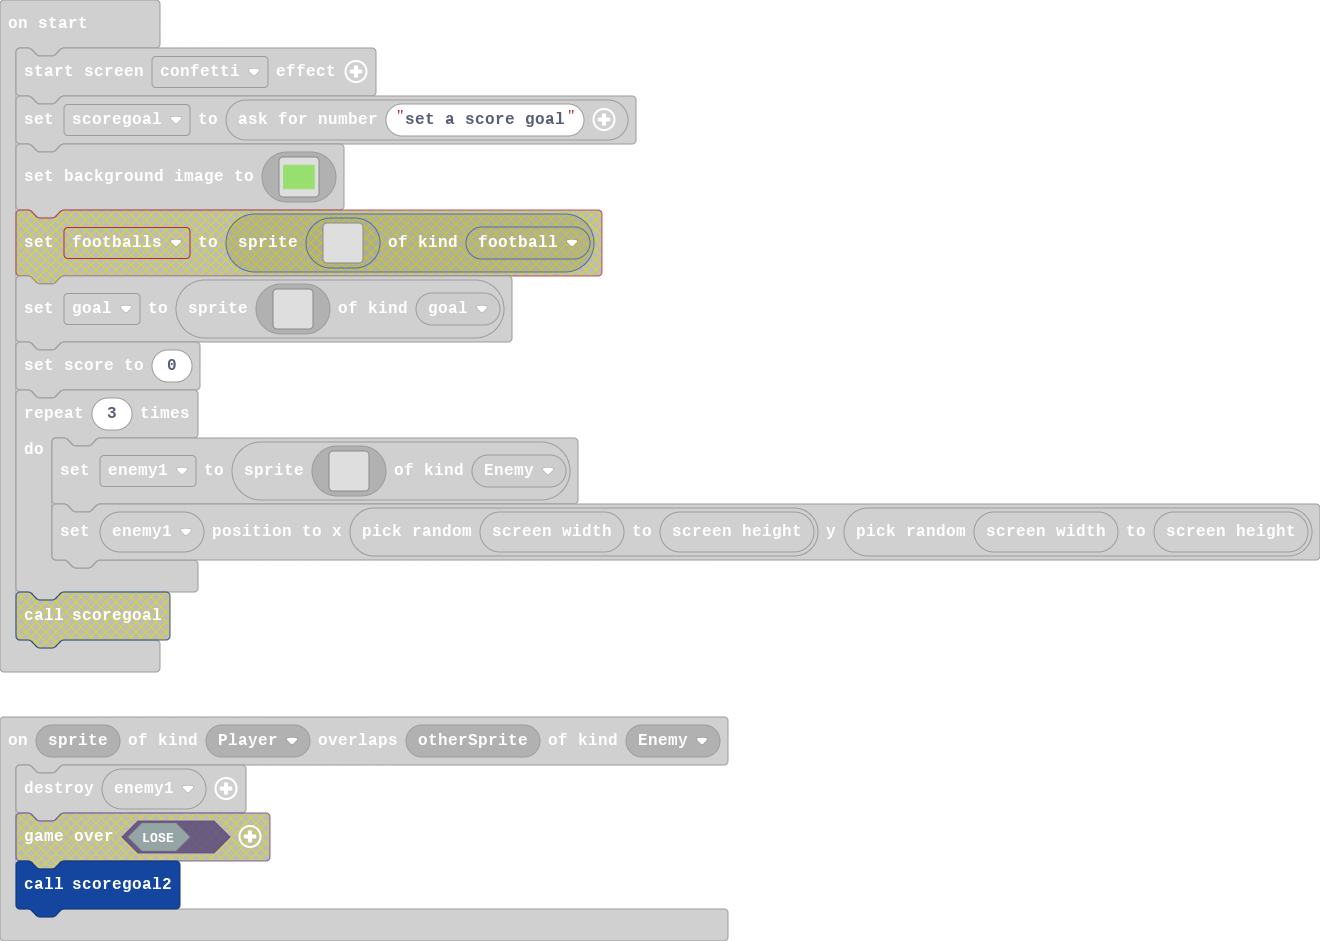 on start
start screen confetti effect
set scoregoal to ask for number "set a score goal"
set background image to
set footballs to sprite of kind football
set goal to sprite of kind goal
set score to 0
repeat 3 times
do
set enemy1 to sprite of kind Enemy
set enemy1 position to x pick random screen width to screen height y pick random screen width to screen height
call scoregoal
on sprite of kind Player overlaps otherSprite of kind Enemy
destroy enemy1
game over LOSE
call scoregoal2